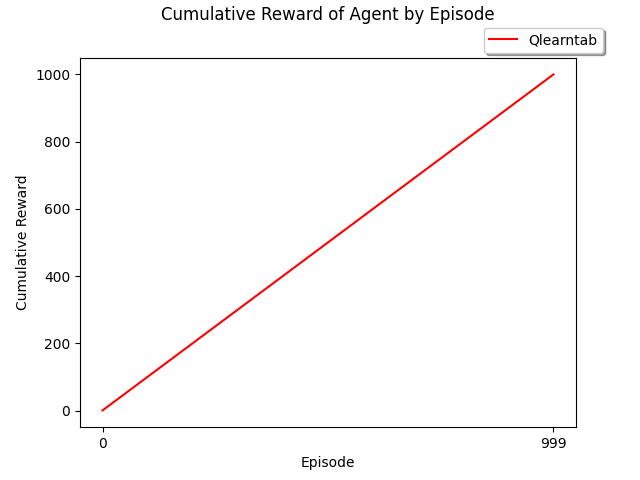 Cumulative Reward of Agent by Episode
Qlearntab
1000
800
600
400
200
0
Cumulative Reward
0 999
Episode